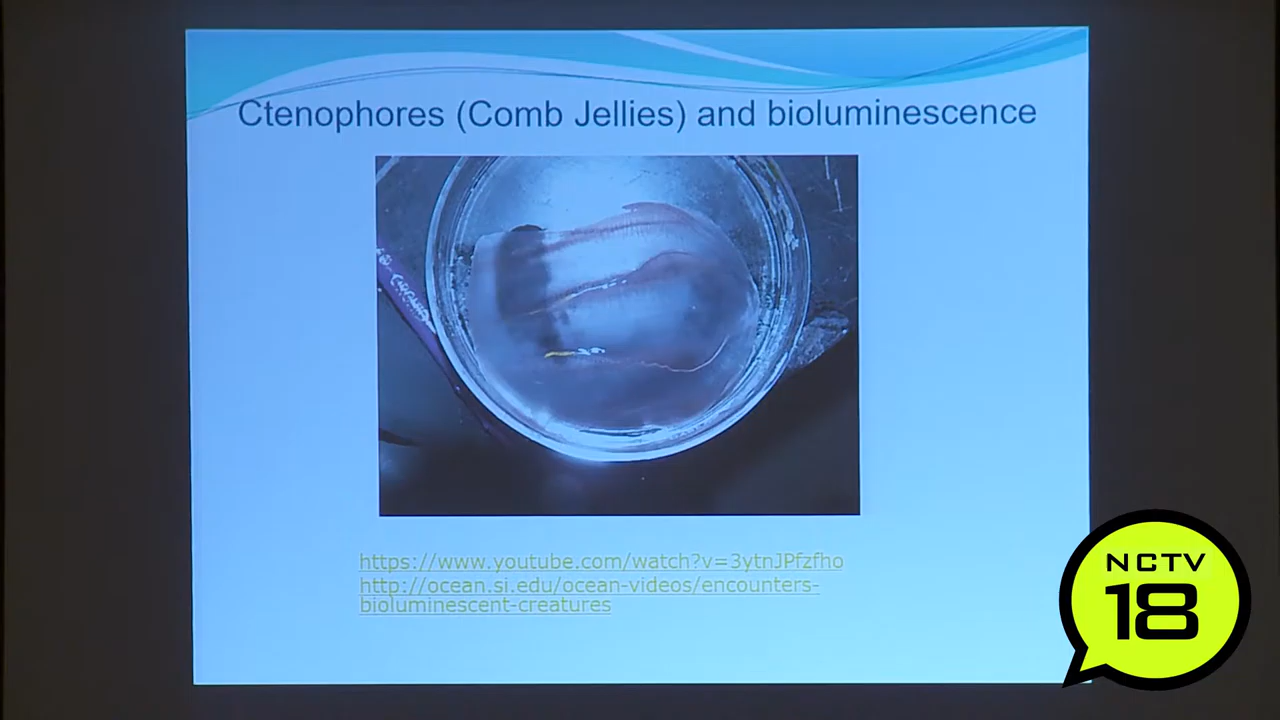 Ctenophores (Comb Jellies) and bioluminescence
https://www.youtube.com/watch?v=3ytnJPfzfho
http://ocean.si.edu/ocean-videos/encounters-
bioluminescent-creatures
NCTV
18